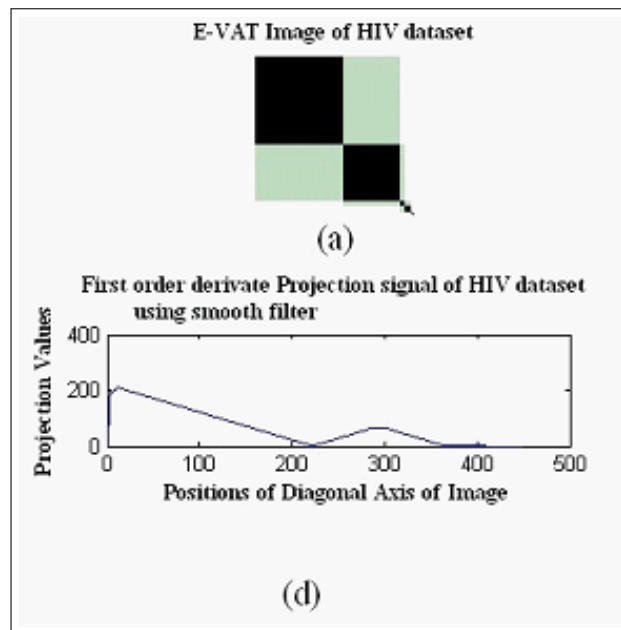 E-VAT Image of HIV dataset
(a)
First order derivate Projection signal of HIV dataset
using smooth filter
Projection Values
400
200
0
0 100 200 300 400 500
Positions of Diagonal Axis of Image
(d)